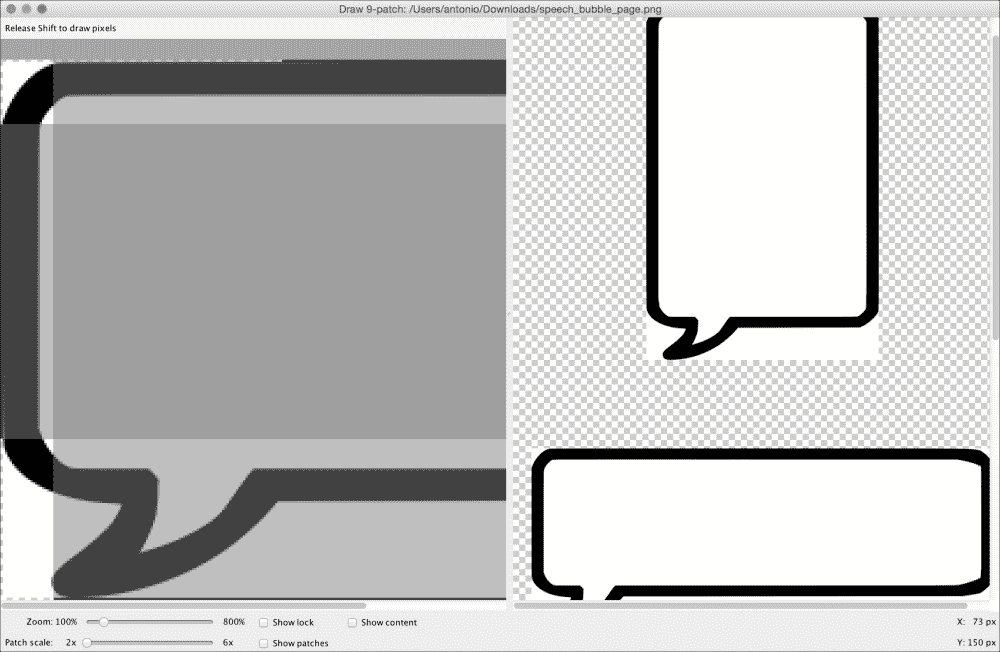 Draw 9-patch: /Users/antonio/Downloads/speech_bubble_page.png
Release Shift to draw pixels
Zoom: 100% 800% Show lock Show content X: 73 px
Patch scale: 2x 6x Show patches Y: 150 px